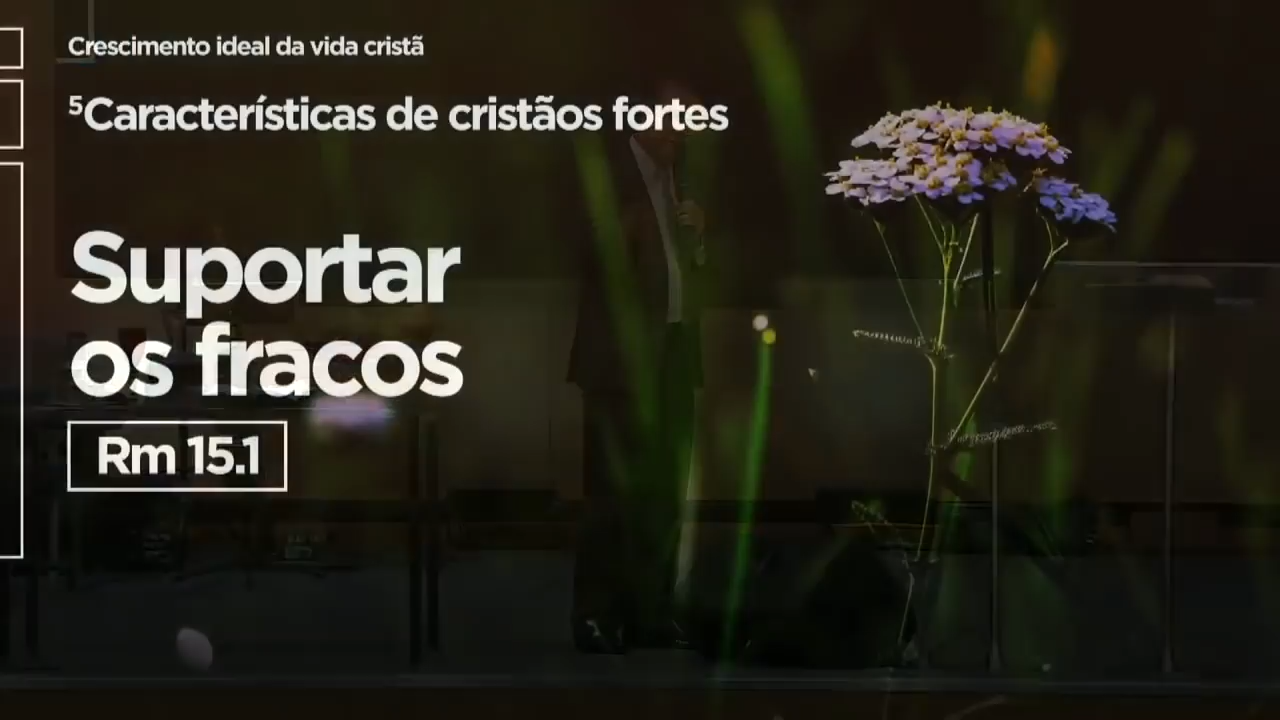 Crescimento ideal da vida cristã
⁵Características de cristãos fortes
Suportar
os fracos
Rm 15.1